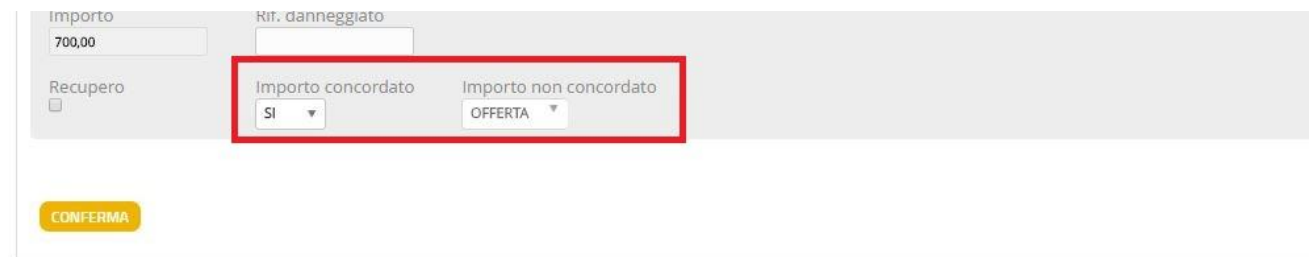 Importo Rif. danneggiato
700,00
Recupero Importo concordato Importo non concordato
SI OFFERTA
CONFERMA